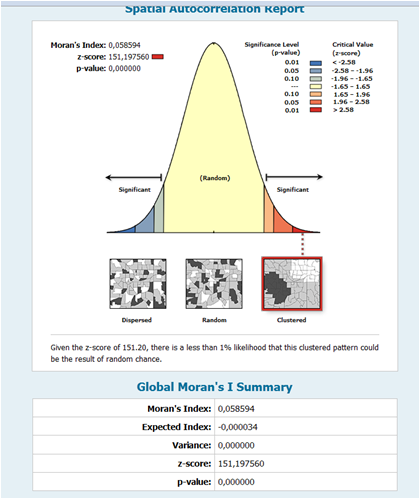 Spatial Autocorrelation Report
Moran's Index: 0,058594
z-score: 151,197560
p-value: 0,000000
Significance Level (p-value) Critical Value (z-score)
0.01 < -2.58
0.05 -2.58 - -1.96
0.10 -1.96 - -1.65
--- -1.65 - 1.65
0.10 1.65 - 1.96
0.05 1.96 - 2.58
0.01 > 2.58
(Random)
Significant Significant
Dispersed Random Clustered
Given the z-score of 151.20, there is a less than 1% likelihood that this clustered pattern could
be the result of random chance.
Global Moran's I Summary
Moran's Index: 0,058594
Expected Index: -0,000034
Variance: 0,000000
z-score: 151,197560
p-value: 0,000000